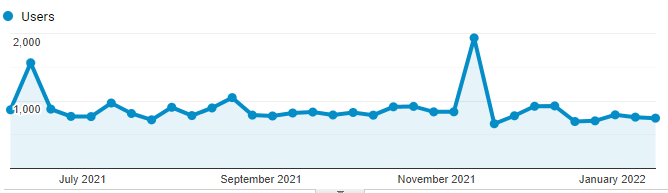 Users
2,000
1,000
July 2021
September 2021
November 2021
January 2022